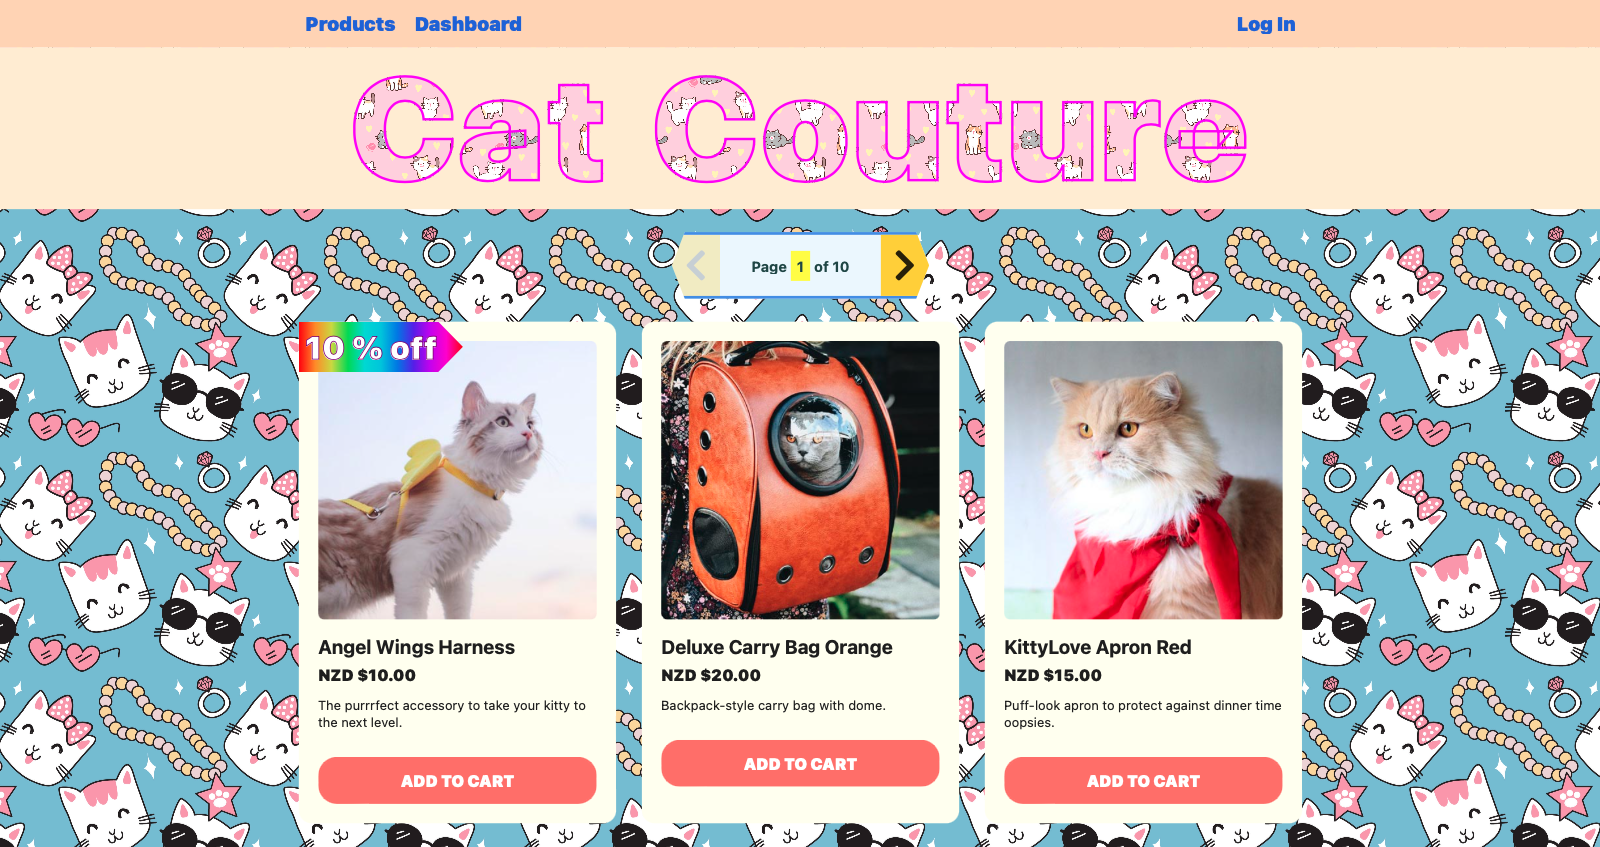 Products Dashboard Log In
Cat Couture
Page 1 of 10
10 % off
Angel Wings Harness
NZD $10.00
The purrrfect accessory to take your kitty to
the next level.
ADD TO CART
Deluxe Carry Bag Orange
NZD $20.00
Backpack-style carry bag with dome.
ADD TO CART
KittyLove Apron Red
NZD $15.00
Puff-look apron to protect against dinner time
oopsies.
ADD TO CART